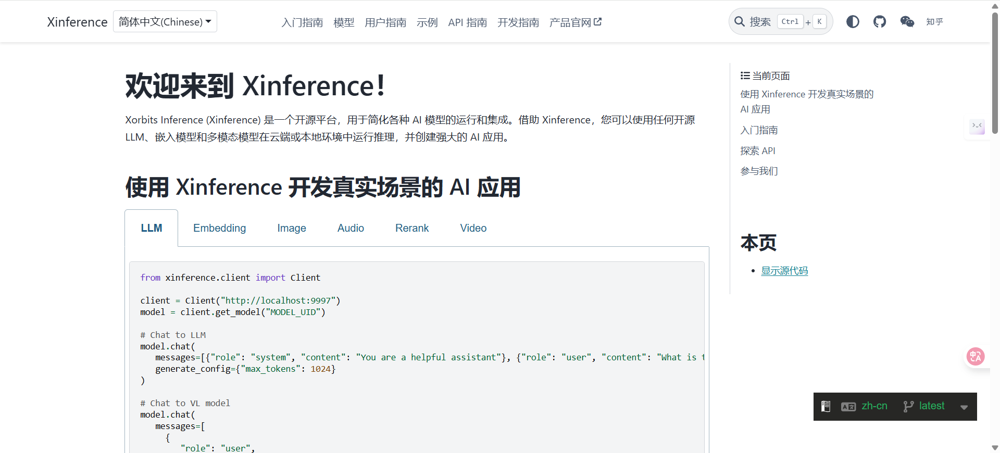 Xinference 简体中文(Chinese) 入门指南 模型 用户指南 示例 API 指南 开发指南 产品官网 搜索 Ctrl + K 知乎
欢迎来到 Xinference！
Xorbits Inference (Xinference) 是一个开源平台，用于简化各种 AI 模型的运行和集成。借助 Xinference，您可以使用任何开源
LLM、嵌入模型和多模态模型在云端或本地环境中运行推理，并创建强大的 AI 应用。
使用 Xinference 开发真实场景的 AI 应用
LLM Embedding Image Audio Rerank Video
from xinference.client import Client
client = Client("http://localhost:9997")
model = client.get_model("MODEL_UID")
# Chat to LLM
model.chat(
messages=[{"role": "system", "content": "You are a helpful assistant"}, {"role": "user", "content": "What is t
generate_config={"max_tokens": 1024}
)
# Chat to VL model
model.chat(
messages=[
{
"role": "user",
当前页面
使用 Xinference 开发真实场景的
AI 应用
入门指南
探索 API
参与我们
本页
显示源代码
zh-cn latest